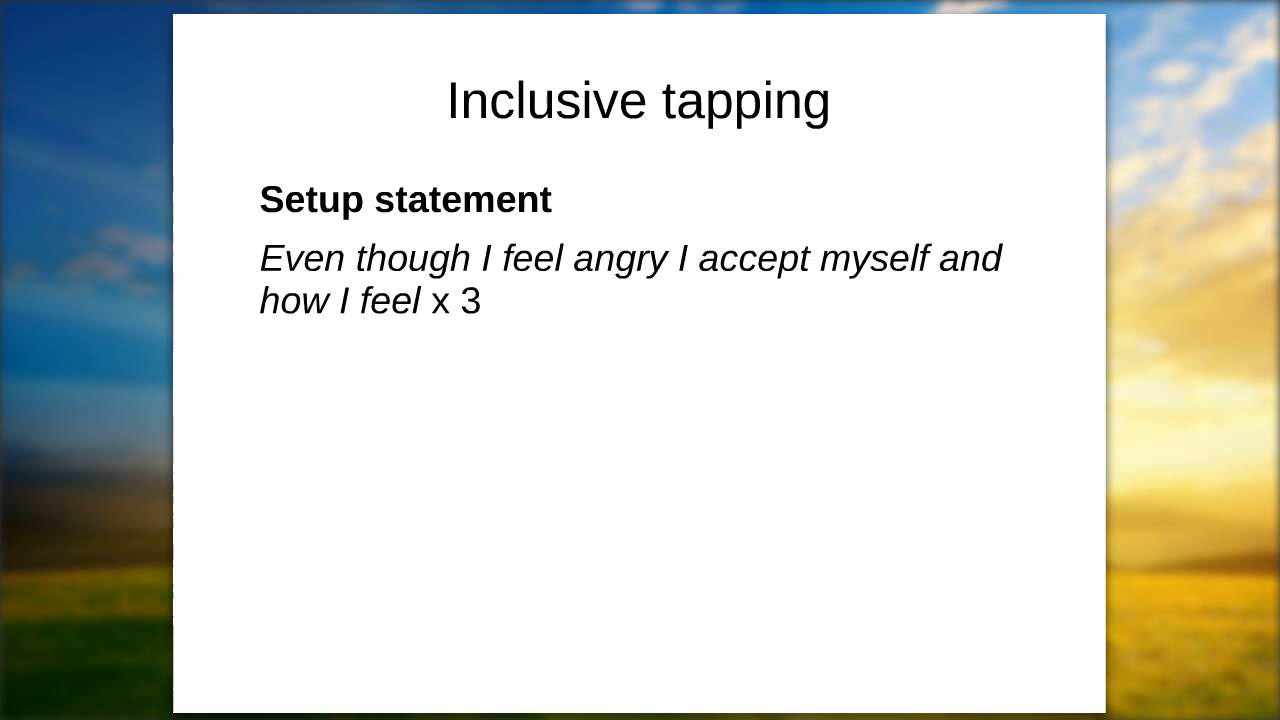 Inclusive tapping
Setup statement
Even though I feel angry I accept myself and
how I feel x 3